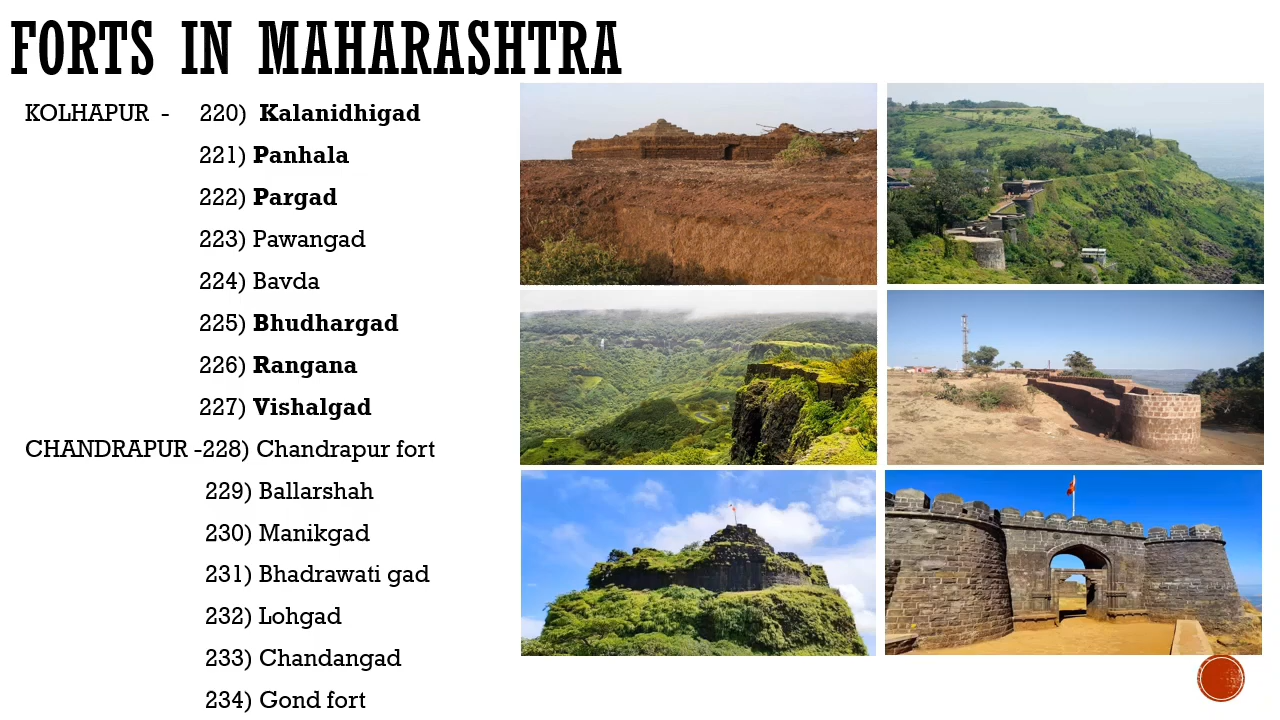 FORTS IN MAHARASHTRA
KOLHAPUR - 220) Kalanidhigad
221) Panhala
222) Pargad
223) Pawangad
224) Bavda
225) Bhudhargad
226) Rangana
227) Vishalgad
CHANDRAPUR -228) Chandrapur fort
229) Ballarshah
230) Manikgad
231) Bhadrawati gad
232) Lohgad
233) Chandangad
234) Gond fort